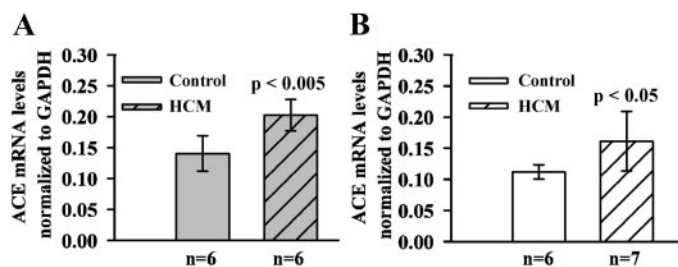 A
ACE mRNA levels
normalized to GAPDH
0.30
0.25
0.20
0.15
0.10
0.05
0.00
Control
HCM
p < 0.005
n=6
n=6
B
ACE mRNA levels
normalized to GAPDH
0.30
0.25
0.20
0.15
0.10
0.05
0.00
Control
HCM
p < 0.05
n=6
n=7